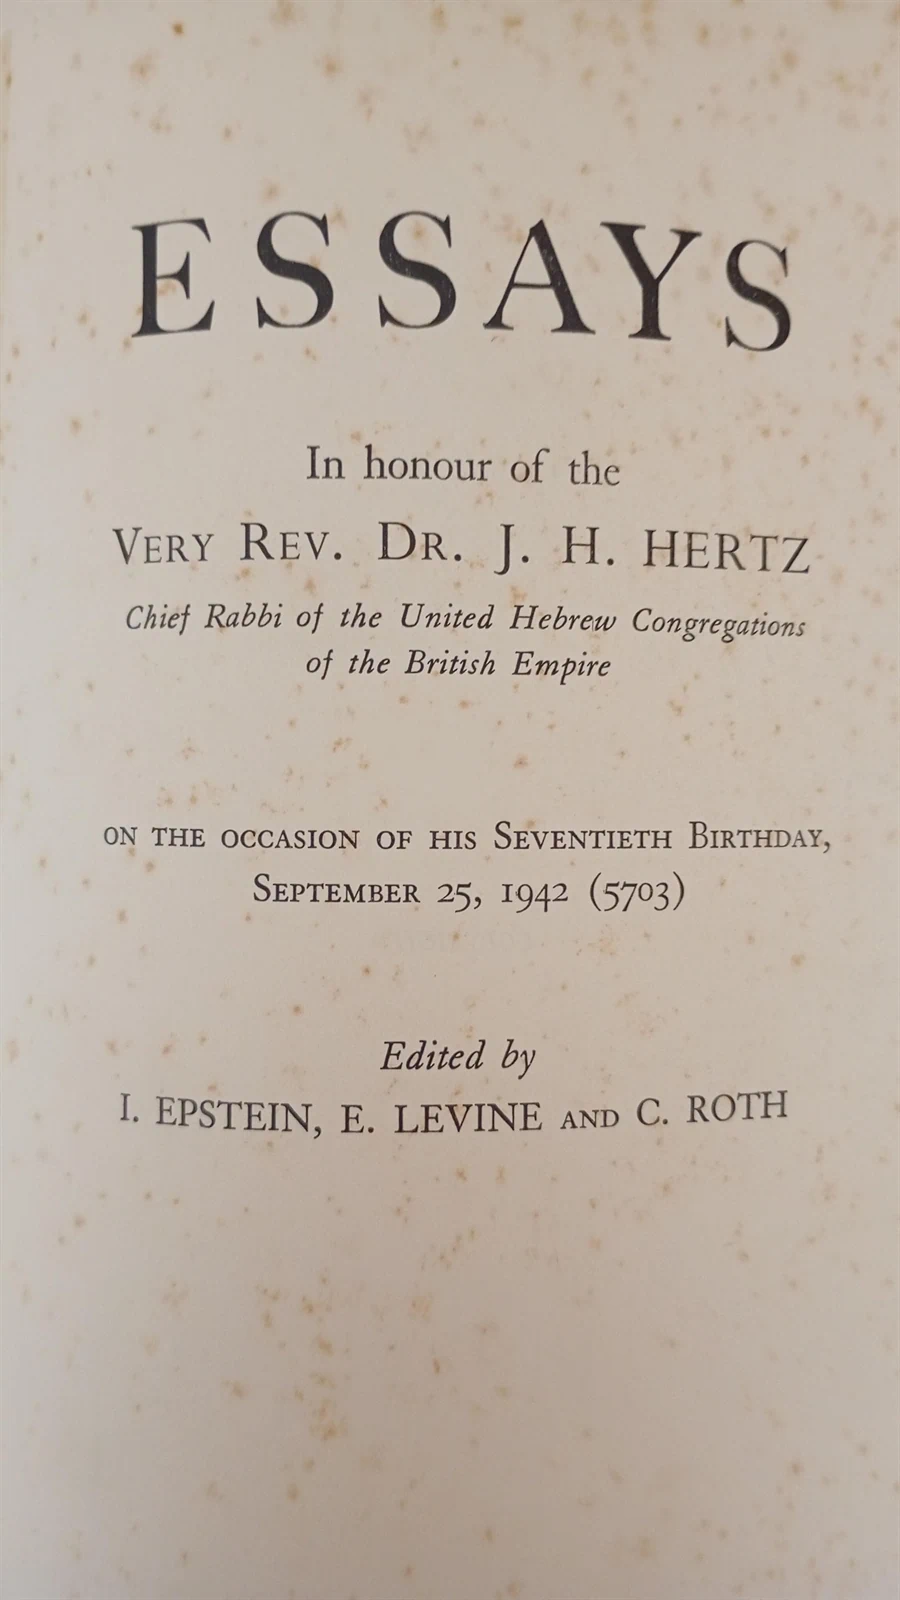 ESSAYS
In honour of the
VERY REV. DR. J. H. HERTZ
Chief Rabbi of the United Hebrew Congregations
of the British Empire
ON THE OCCASION OF HIS SEVENTIETH BIRTHDAY,
SEPTEMBER 25, 1942 (5703)
Edited by
I. EPSTEIN, E. LEVINE AND C. ROTH